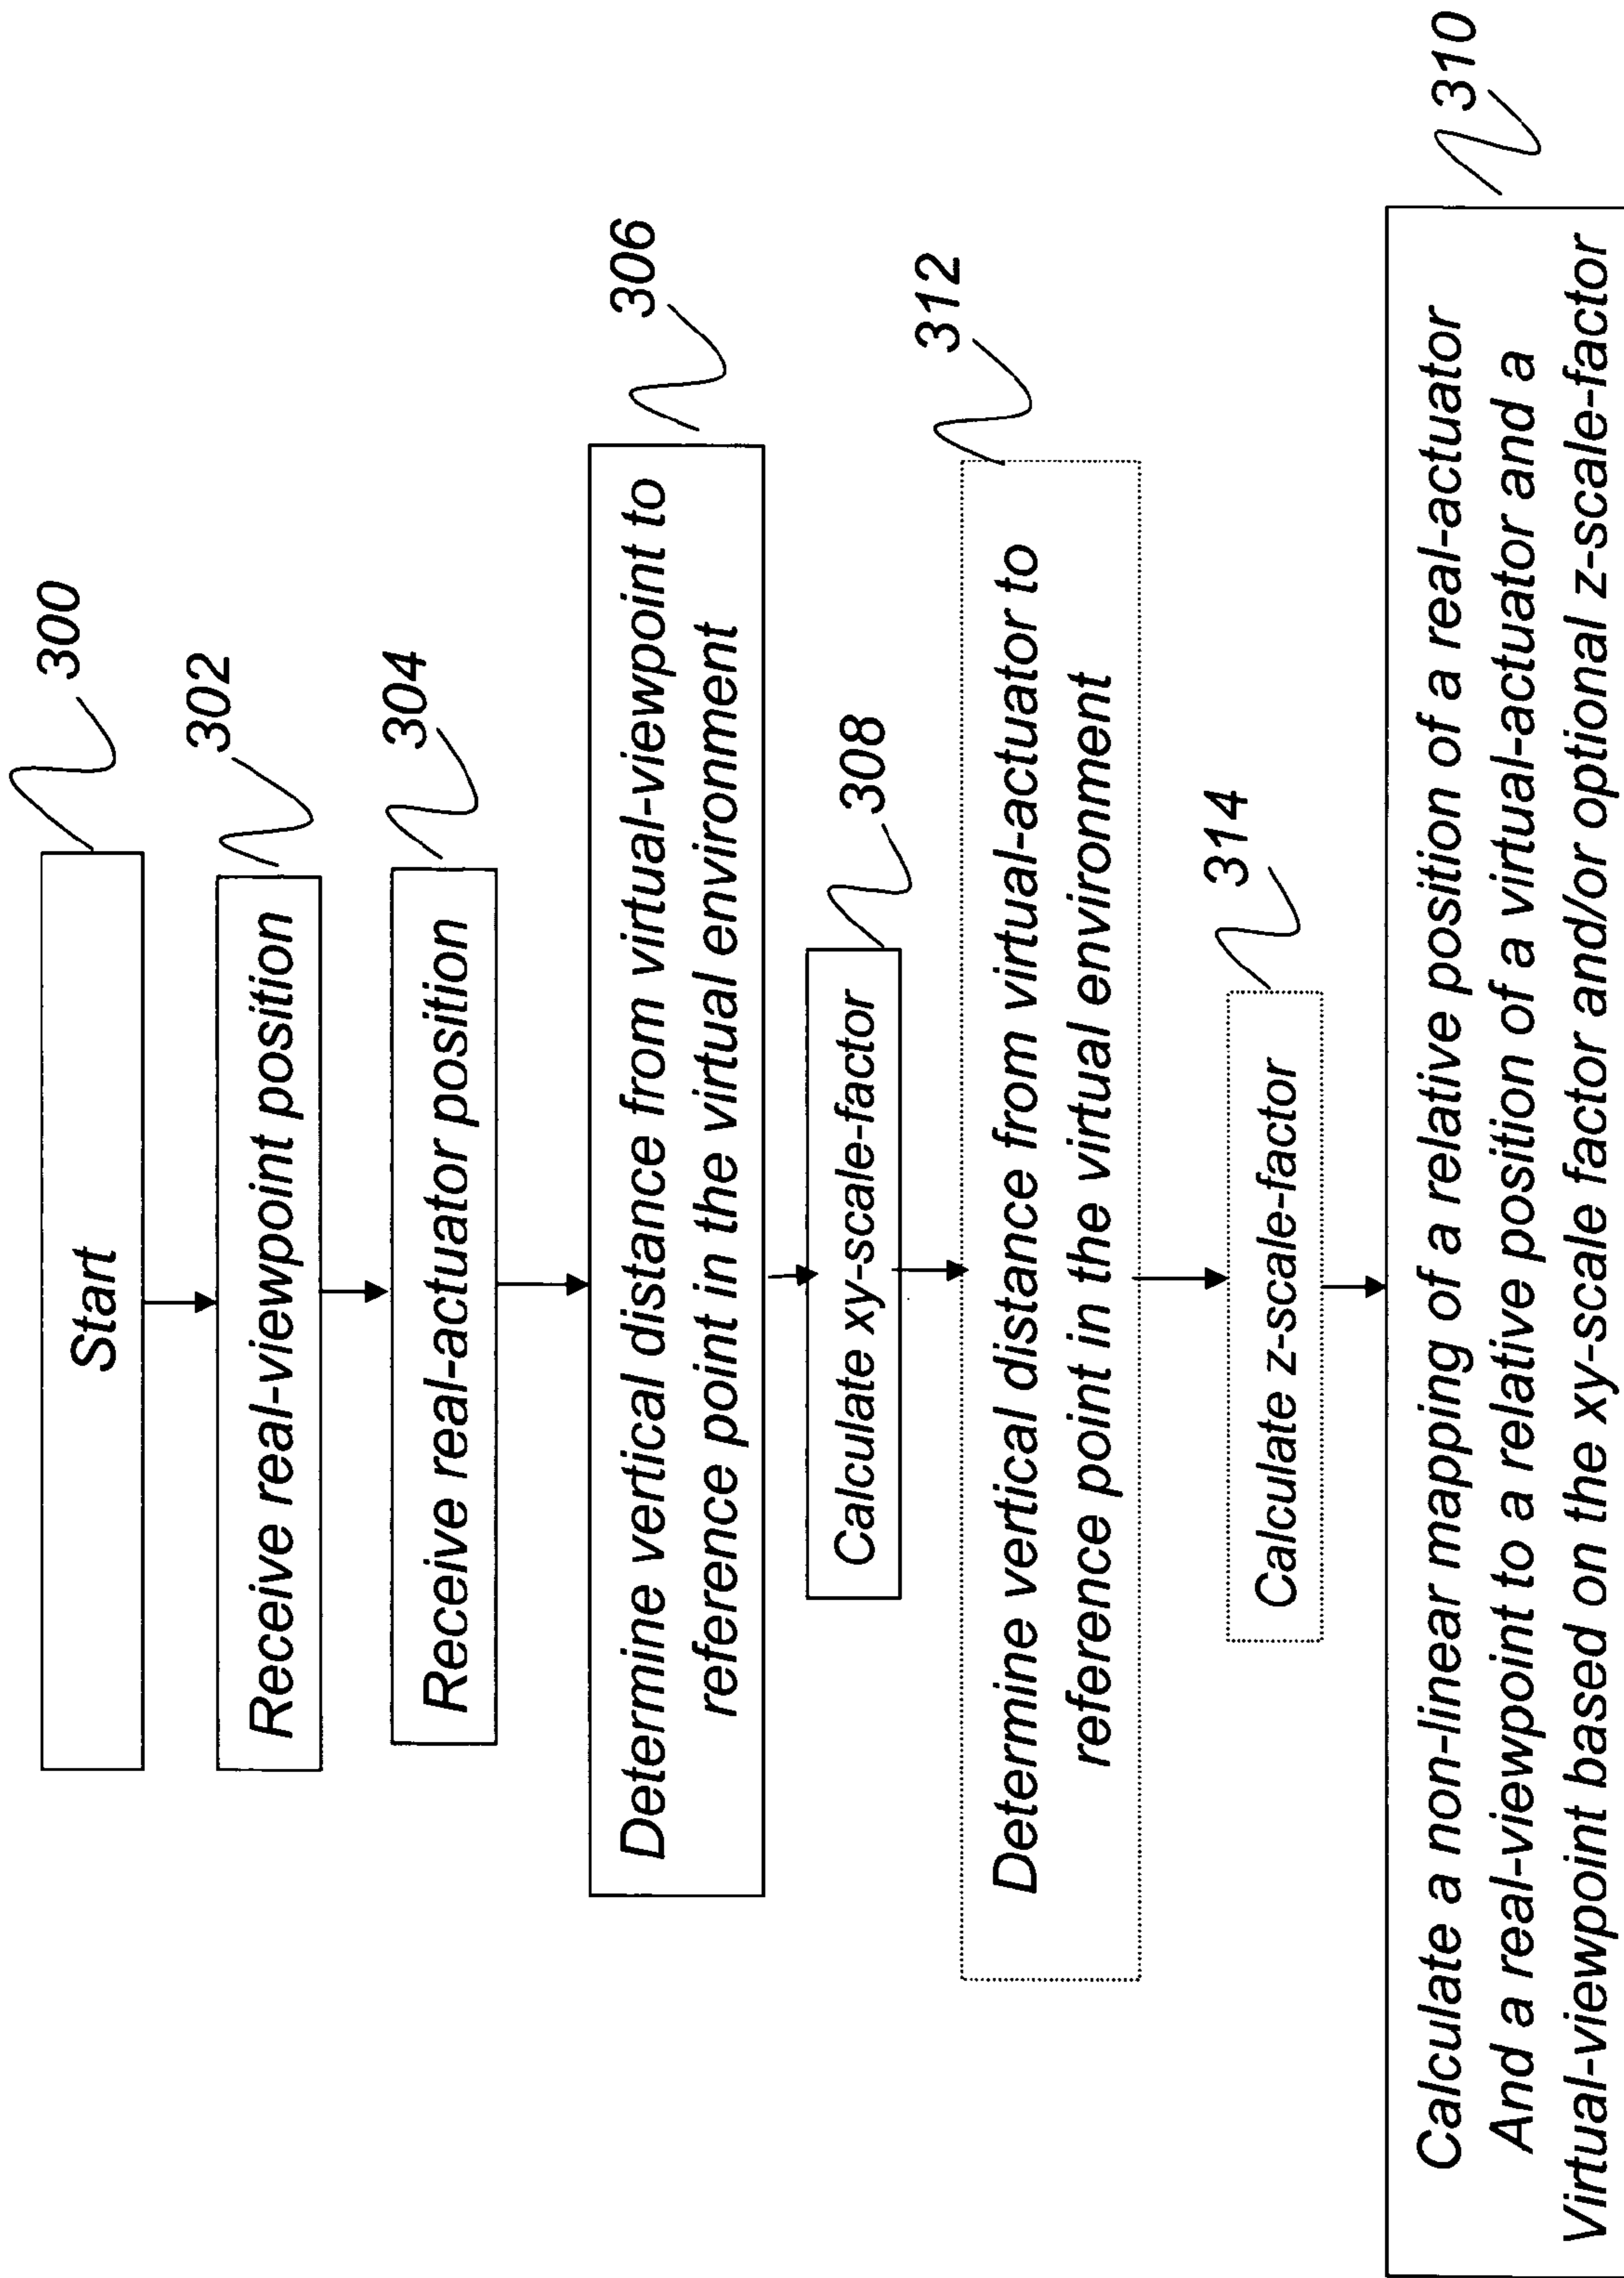 Start
300
Receive real-viewpoint position
302
Receive real-actuator position
304
Determine vertical distance from virtual-viewpoint to
reference point in the virtual environment
306
Calculate xy-scale-factor
308
Determine vertical distance from virtual-actuator to
reference point in the virtual environment
312
Calculate z-scale-factor
314
Calculate a non-linear mapping of a relative position of a real-actuator
And a real-viewpoint to a relative position of a virtual-actuator and a
Virtual-viewpoint based on the xy-scale factor and/or optional z-scale-factor
310